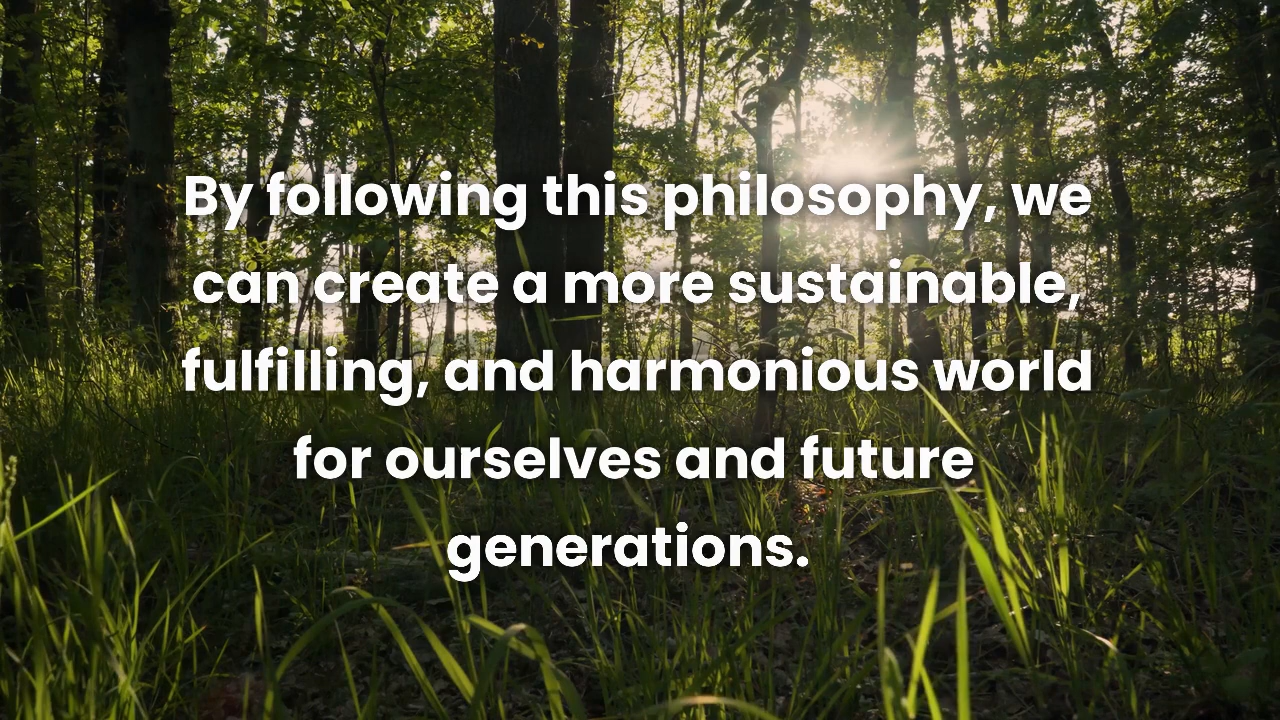 By following this philosophy, we
can create a more sustainable,
fulfilling, and harmonious world
for ourselves and future
generations.